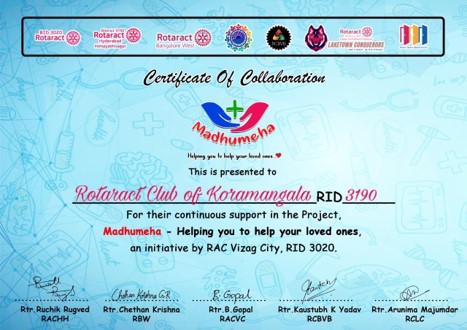 RID 3020
Rotaract
Rotaract
Hyderabad
Himayathnagar
Rotaract
Bangalore West
Rotaract
LAKETOWN CONQUERORS
Certificate Of Collaboration
Madhumeha
Helping you to help your loved ones.
This is presented to
Rotaract Club of Koramangala RID 3190
For their continuous support in the Project,
Madhumeha - Helping you to help your loved ones,
an initiative by RAC Vizag City, RID 3020.
Rtr.Ruchik Rugved
RACHH
Rtr.Chethan Krishna
RBW
Rtr.B.Gopal
RACVC
Rtr.Kaustubh K Yadav
RCBVB
Rtr.Arunima Majumdar
RCLC